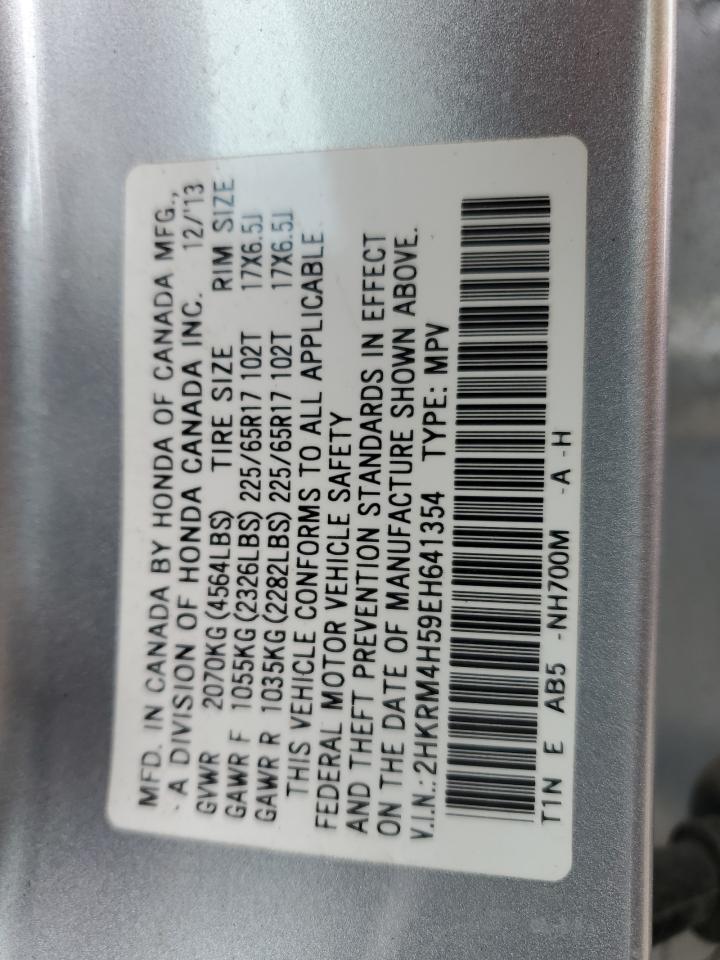 MFD. IN CANADA BY HONDA OF CANADA MFG.,
A DIVISION OF HONDA CANADA INC. 12/'13
GVWR 2070KG (4564LBS) TIRE SIZE RIM SIZE
GAWR F 1055KG (2326LBS) 225/65R17 102T 17X6.5J
GAWR R 1035KG (2282LBS) 225/65R17 102T 17X6.5J
THIS VEHICLE CONFORMS TO ALL APPLICABLE
FEDERAL MOTOR VEHICLE SAFETY
AND THEFT PREVENTION STANDARDS IN EFFECT
ON THE DATE OF MANUFACTURE SHOWN ABOVE.
V.I.N.: 2HKRM4H59EH641354 TYPE: MPV
T1N E AB5 -NH700M -A -H